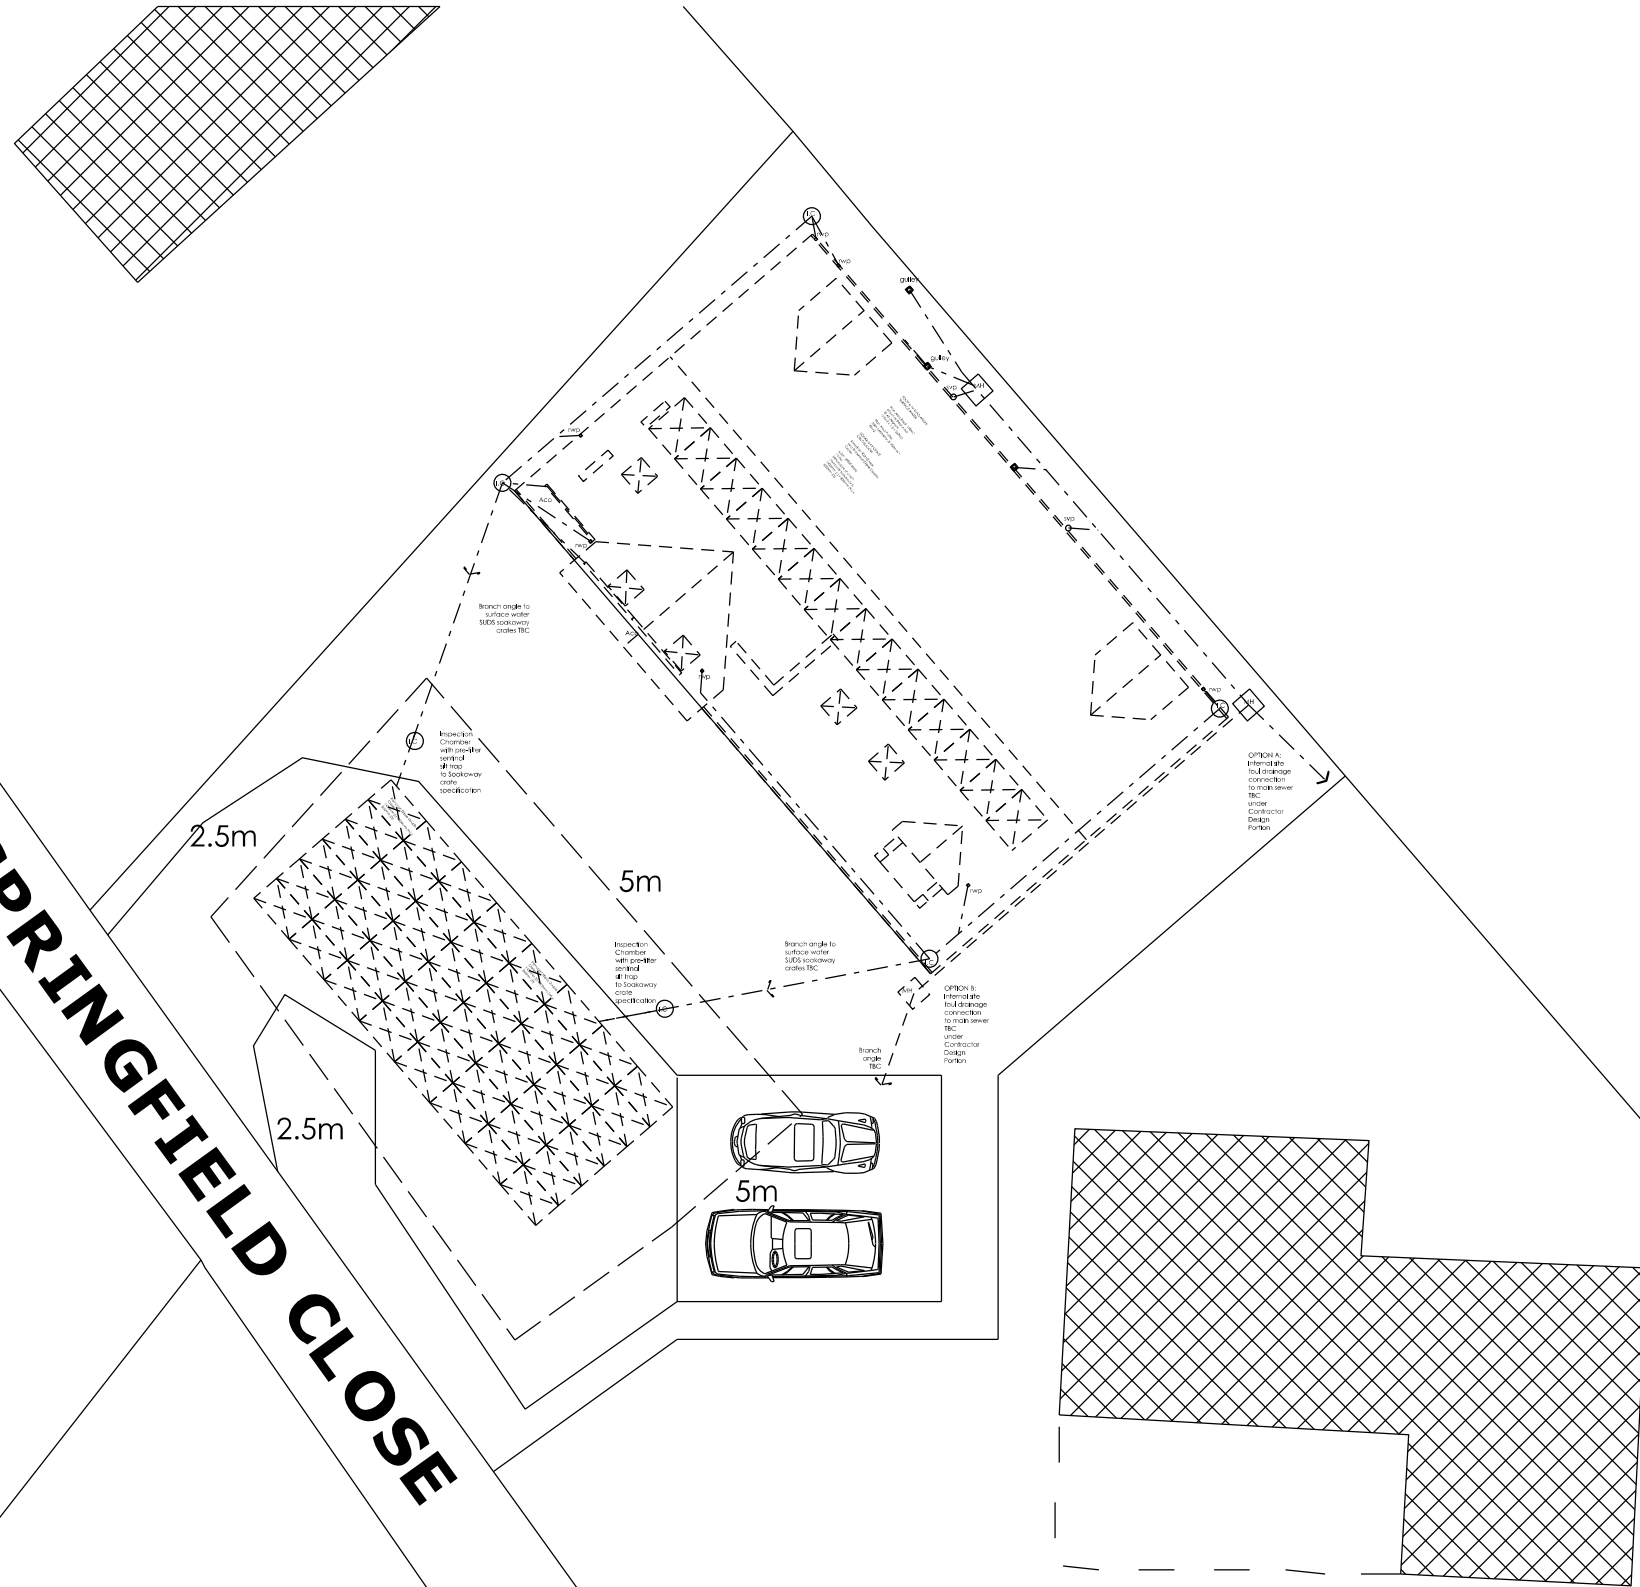 I.C
rwp
rwp
gulley
gulley
MH
svp
rwp
I.C
Aco
rwp
svp
Branch angle to
surface water
SUDS soakaway
crates TBC
Aco
rwp
rwp
I.C
MH
Inspection
Chamber
with pre-filter
sentinal
silt trap
to Soakaway
crate
specification
I.C
OPTION A:
Internal site
foul drainage
connection
to main sewer
TBC
under
Contractor
Design
Portion
2.5m
5m
rwp
Inspection
Chamber
with pre-filter
sentinal
silt trap
to Soakaway
crate
specification
I.C
Branch angle to
surface water
SUDS soakaway
crates TBC
I.C
MH
OPTION B:
Internal site
foul drainage
connection
to main sewer
TBC
under
Contractor
Design
Portion
Branch
angle
TBC
2.5m
5m
PRINGFIELD CLOSE